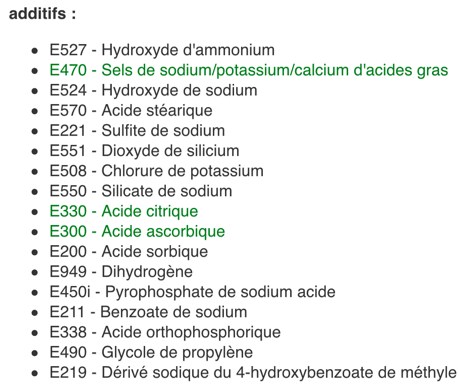 additifs :
E527 - Hydroxyde d'ammonium
E470 - Sels de sodium/potassium/calcium d'acides gras
E524 - Hydroxyde de sodium
E570 - Acide stéarique
E221 - Sulfite de sodium
E551 - Dioxyde de silicium
E508 - Chlorure de potassium
E550 - Silicate de sodium
E330 - Acide citrique
E300 - Acide ascorbique
E200 - Acide sorbique
E949 - Dihydrogène
E450i - Pyrophosphate de sodium acide
E211 - Benzoate de sodium
E338 - Acide orthophosphorique
E490 - Glycole de propylène
E219 - Dérivé sodique du 4-hydroxybenzoate de méthyle